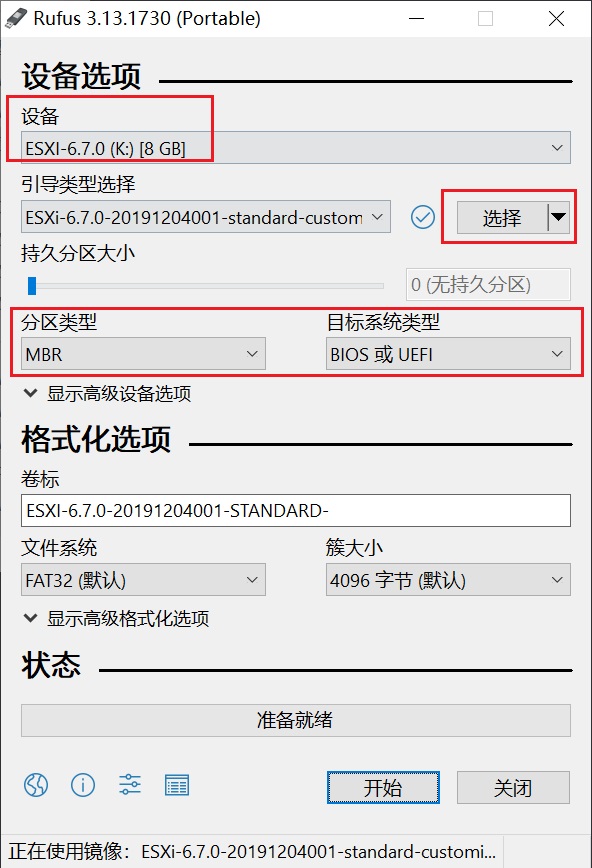 Rufus 3.13.1730 (Portable)
设备选项
设备
ESXI-6.7.0 (K:) [8 GB]
引导类型选择
ESXi-6.7.0-20191204001-standard-custom
选择
持久分区大小
0 (无持久分区)
分区类型
目标系统类型
MBR
BIOS 或 UEFI
显示高级设备选项
格式化选项
卷标
ESXI-6.7.0-20191204001-STANDARD-
文件系统
簇大小
FAT32 (默认)
4096 字节 (默认)
显示高级格式化选项
状态
准备就绪
开始
关闭
正在使用镜像：ESXi-6.7.0-20191204001-standard-customi...